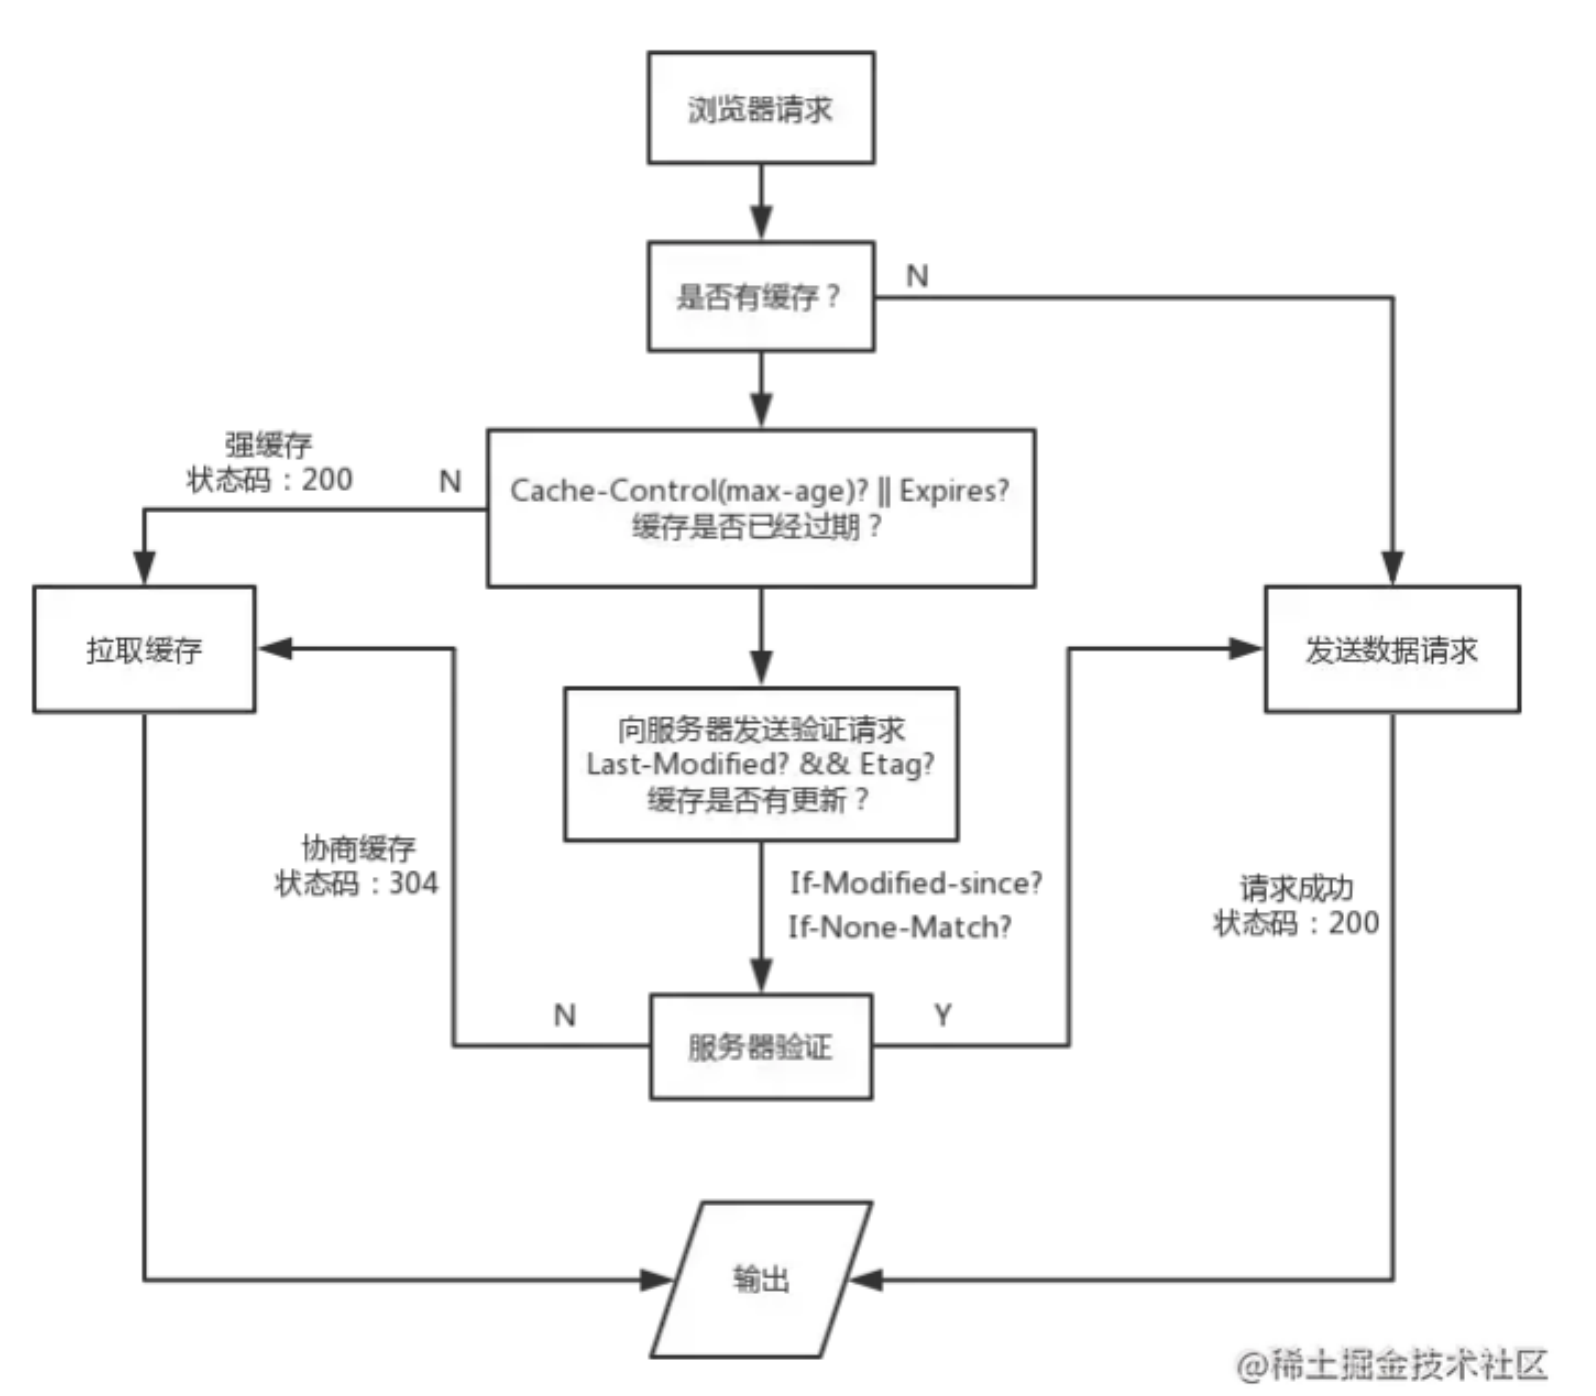 浏览器请求
是否有缓存？
N
强缓存
状态码：200
N
Cache-Control(max-age)? || Expires?
缓存是否已经过期？
拉取缓存
发送数据请求
向服务器发送验证请求
Last-Modified? && Etag?
缓存是否有更新？
协商缓存
状态码：304
If-Modified-since?
If-None-Match?
请求成功
状态码：200
N
Y
服务器验证
输出
@稀土掘金技术社区